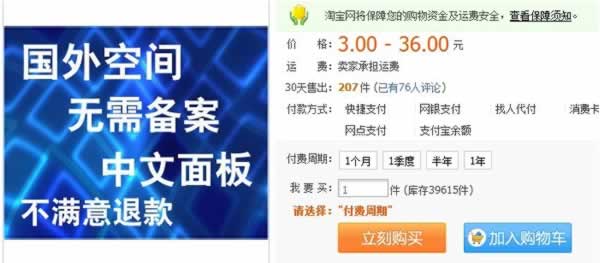 国外空间
无需备案
中文面板
不满意退款
淘宝网将保障您的购物资金及运费安全，查看保障须知。
价 格：3.00 - 36.00 元
运 费：卖家承担运费
30天售出：207 件 (已有76人评论)
付款方式： 快捷支付 网银支付 找人代付 消费卡
网点支付 支付宝余额
付费周期： 1个月 1季度 半年 1年
我 要 买： 1 件 (库存39615件)
请选择：“付费周期”
立刻购买 加入购物车